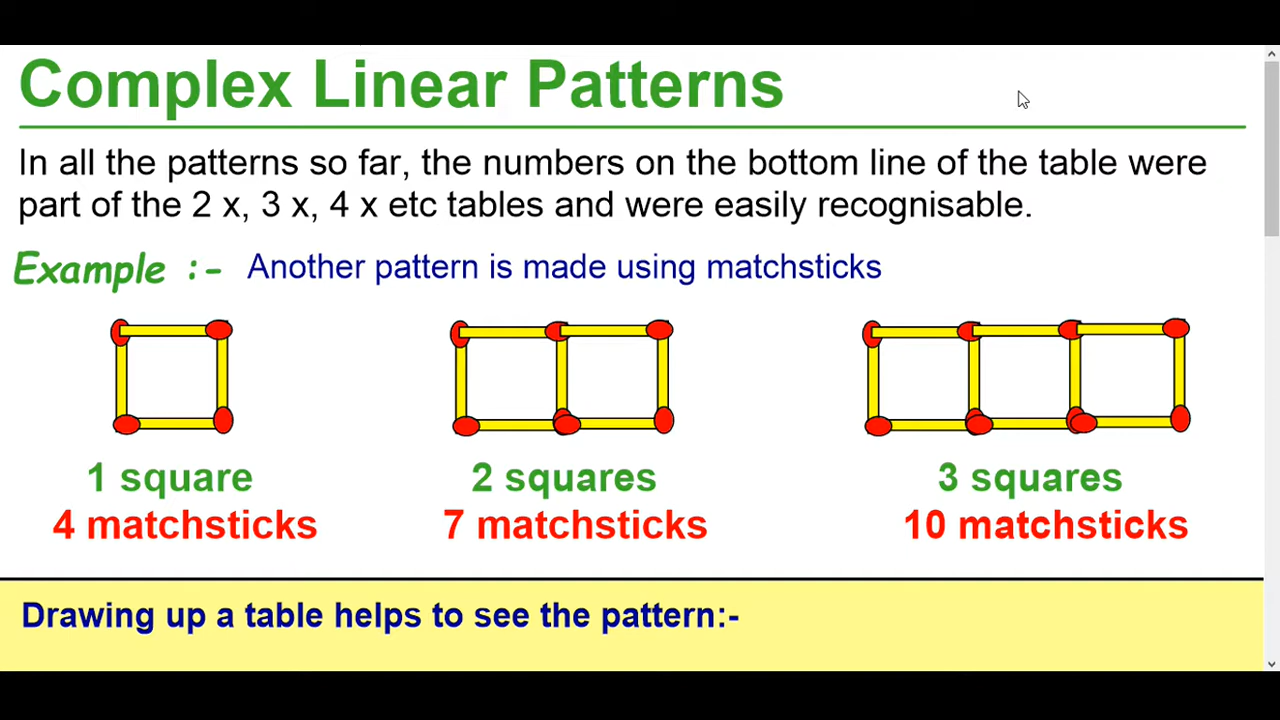 Complex Linear Patterns
In all the patterns so far, the numbers on the bottom line of the table were
part of the 2 x, 3 x, 4 x etc tables and were easily recognisable.
Example :- Another pattern is made using matchsticks
1 square 2 squares 3 squares
4 matchsticks 7 matchsticks 10 matchsticks
Drawing up a table helps to see the pattern:-